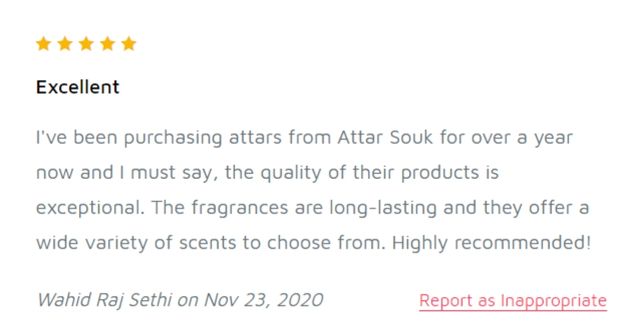 Excellent
I've been purchasing attars from Attar Souk for over a year
now and I must say, the quality of their products is
exceptional. The fragrances are long-lasting and they offer a
wide variety of scents to choose from. Highly recommended!
Wahid Raj Sethi on Nov 23, 2020 Report as Inappropriate